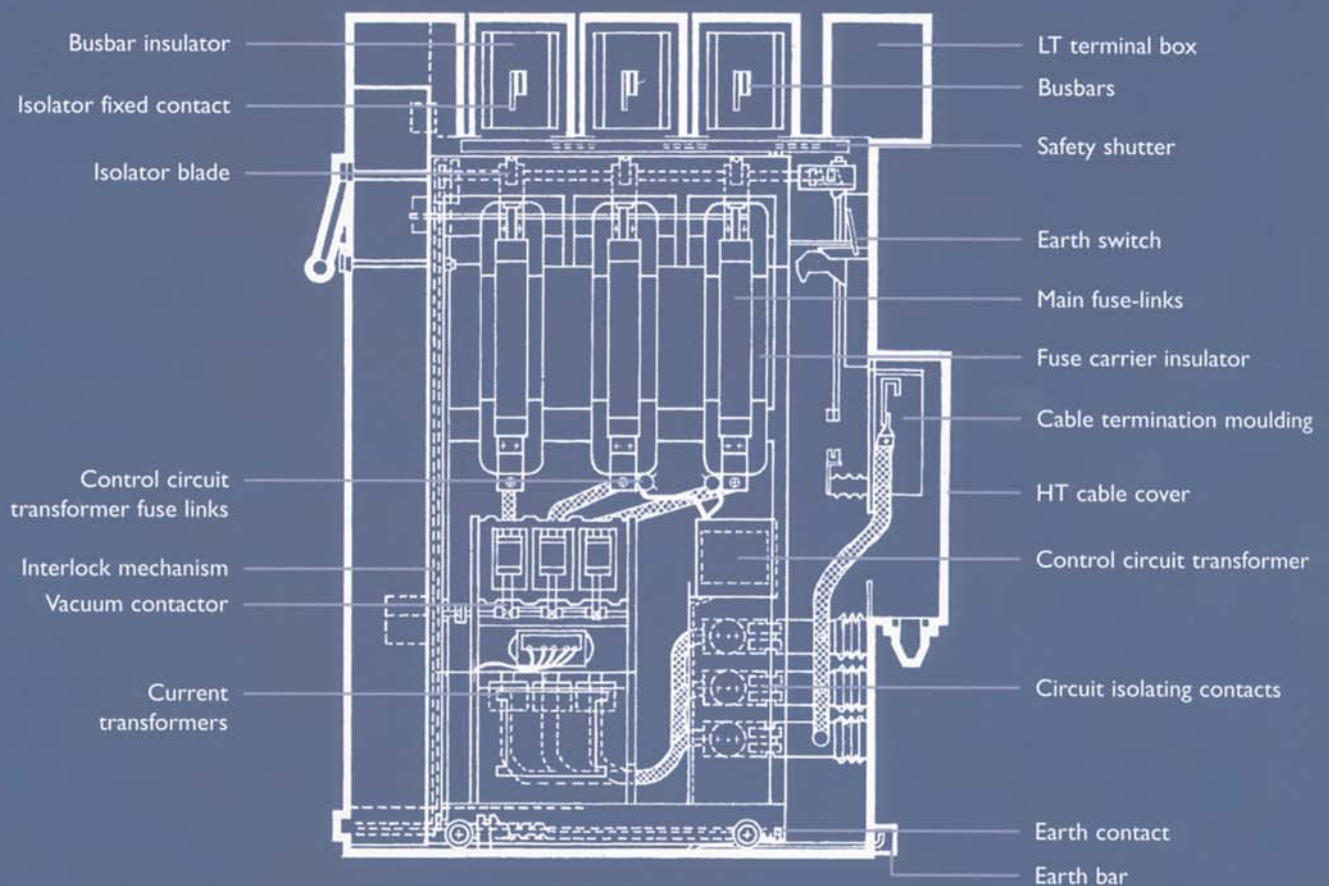 Busbar insulator
Isolator fixed contact
Isolator blade
Control circuit
transformer fuse links
Interlock mechanism
Vacuum contactor
Current
transformers
LT terminal box
Busbars
Safety shutter
Earth switch
Main fuse-links
Fuse carrier insulator
Cable termination moulding
HT cable cover
Control circuit transformer
Circuit isolating contacts
Earth contact
Earth bar